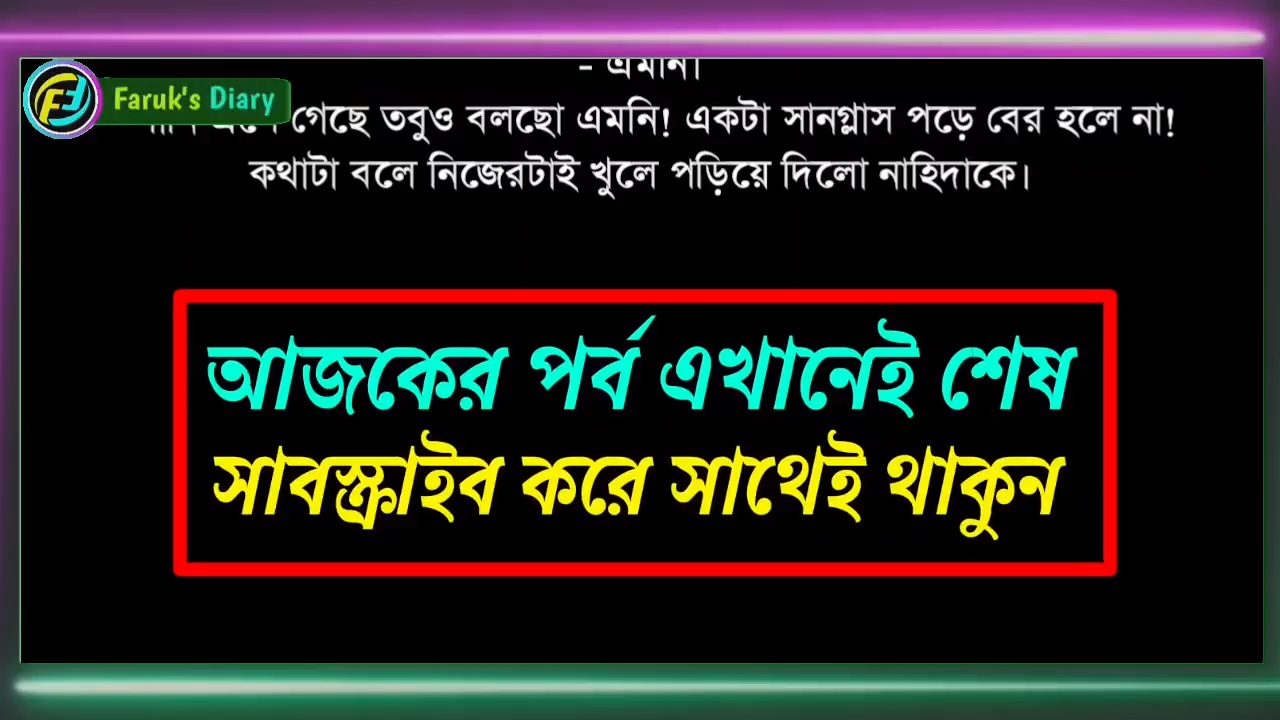 - এমনি।
Faruk's Diary
গেছে তবুও বলছো এমনি! একটা সানগ্লাস পড়ে বের হলে না!
কথাটা বলে নিজেরটাই খুলে পড়িয়ে দিলো নাহিদাকে।
আজকের পর্ব এখানেই শেষ
সাবস্ক্রাইব করে সাথেই থাকুন